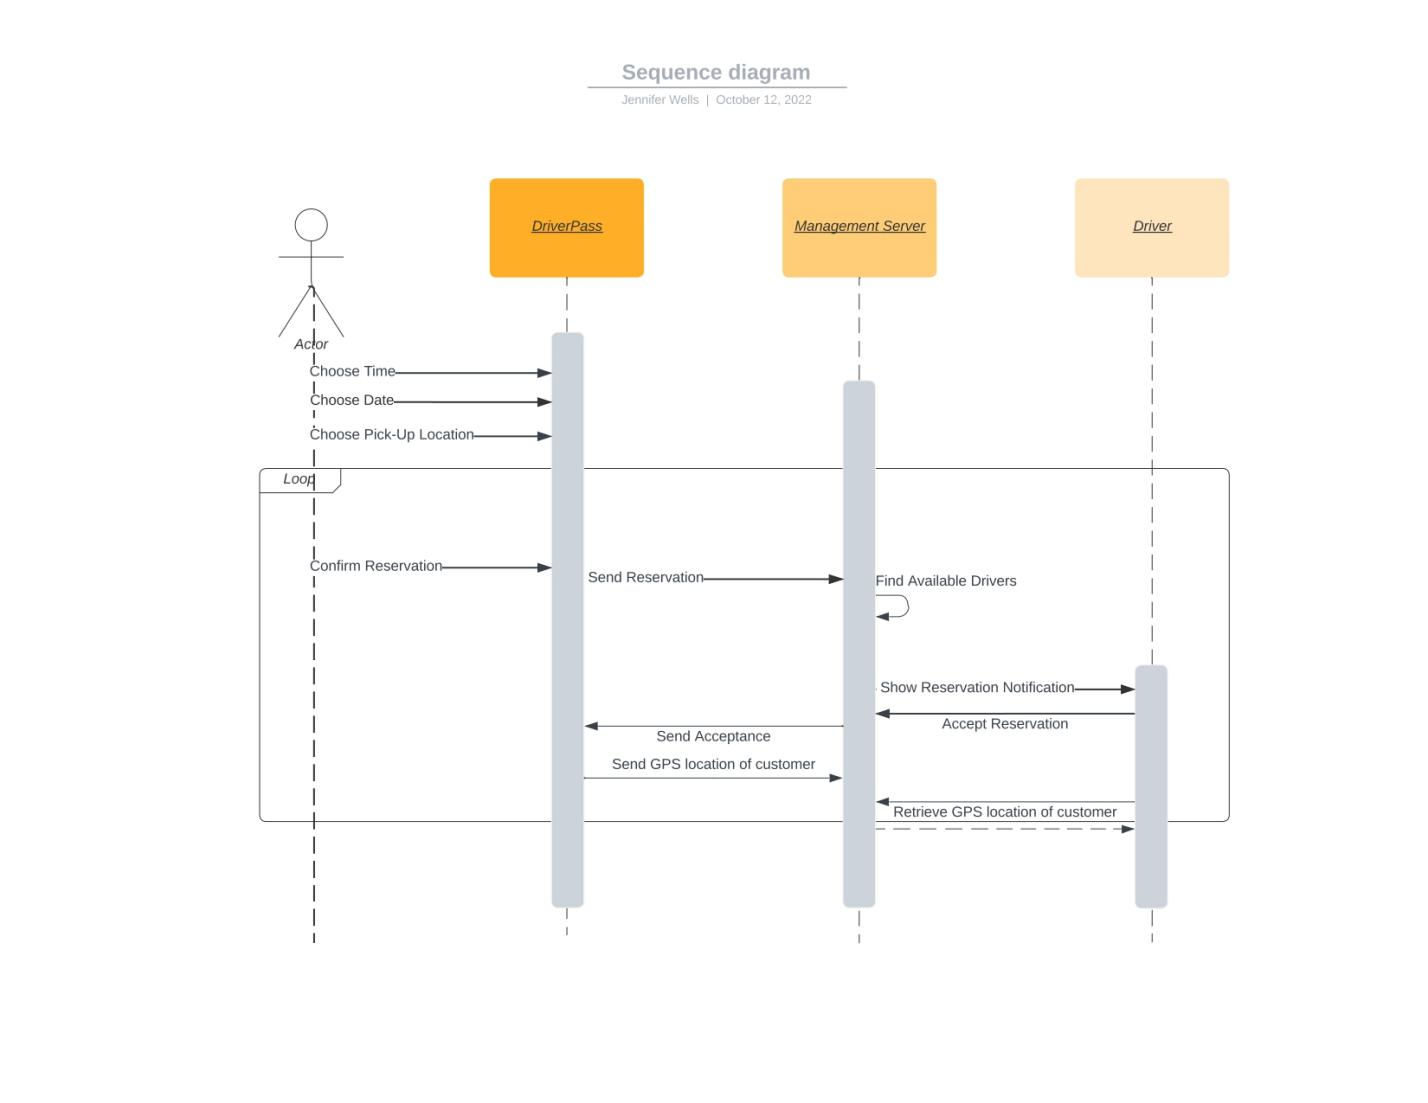 Sequence diagram
Jennifer Wells | October 12, 2022
DriverPass
Management Server
Driver
Actor
Choose Time
Choose Date
Choose Pick-Up Location
Loop
Confirm Reservation
Send Reservation
Find Available Drivers
Show Reservation Notification
Accept Reservation
Send Acceptance
Send GPS location of customer
Retrieve GPS location of customer